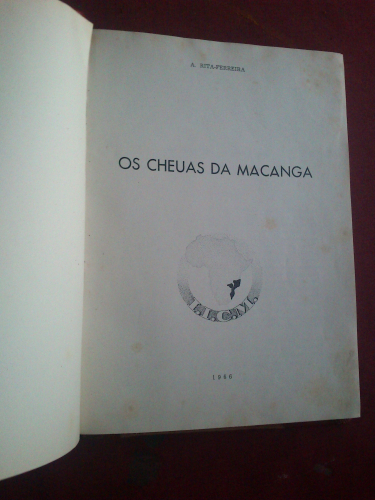 A. RITA-FERREIRA
OS CHEUAS DA MACANGA
1966